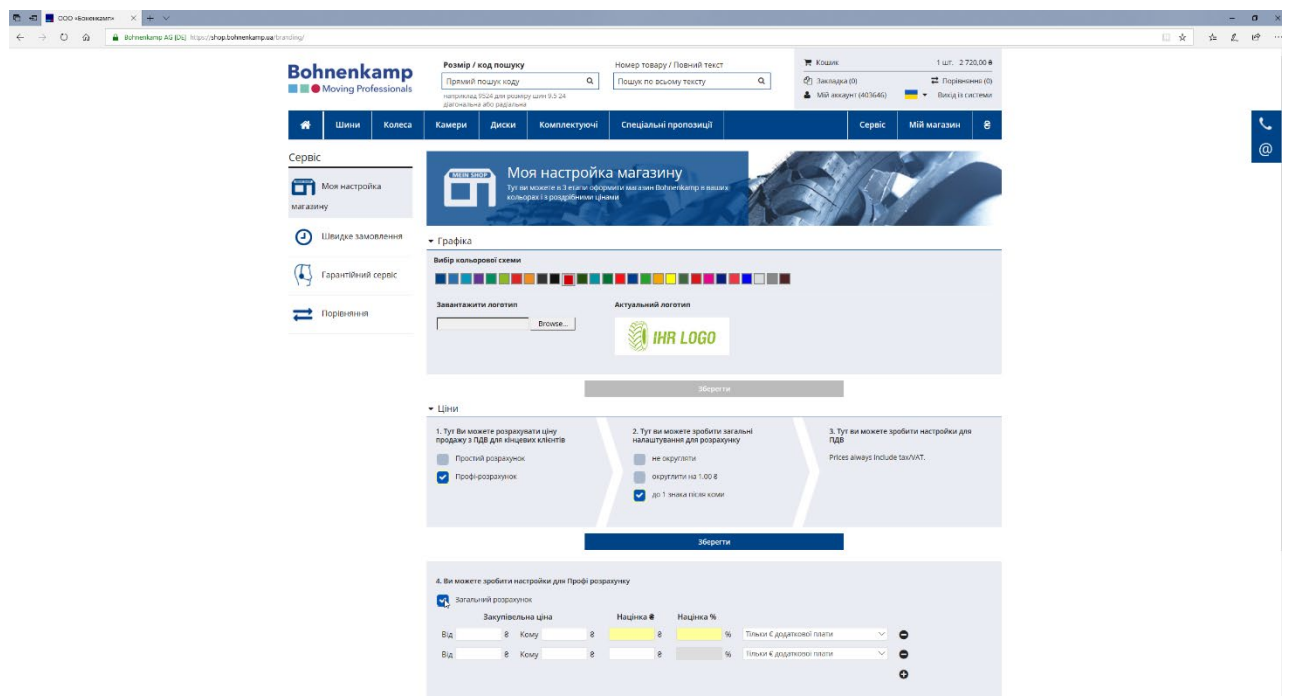 ООО «Боненкамп»
Bohnenkamp AG [DE] https://shop.bohnenkamp.ua/branding/
Bohnenkamp
Moving Professionals
Розмір / код пошуку
Прямий пошук коду
наприклад 9524 для розміру шин 9.5 24
діагональна або радіальна
Номер товару / Повний текст
Пошук по всьому тексту
Кошик 1 шт. 2 720,00 ₴
Закладка (0) Порівняння (0)
Мій аккаунт (403646) Вихід із системи
Шини Колеса Камери Диски Комплектуючі Спеціальні пропозиції Сервіс Мій магазин ₴
@
Сервіс
Моя настройка
магазину
Швидке замовлення
Гарантійний сервіс
Порівняння
MEIN SHOP
Моя настройка магазину
Тут ви можете в 3 етапи оформити магазин Bohnenkamp в ваших
кольорах і з роздрібними цінами
Графіка
Вибір кольорової схеми
Завантажити логотип
Browse...
Актуальний логотип
IHR LOGO
Зберегти
Ціни
1. Тут Ви можете розрахувати ціну
продажу з ПДВ для кінцевих клієнтів
Простий розрахунок
Профі-розрахунок
2. Тут ви можете зробити загальні
налаштування для розрахунку
не округляти
округлити на 1.00 ₴
до 1 знака після коми
3. Тут ви можете зробити настройки для
ПДВ
Prices always include tax/VAT.
Зберегти
4. Ви можете зробити настройки для Профі розрахунку
Загальний розрахунок
Закупівельна ціна Націнка ₴ Націнка %
Від ₴ Кому ₴ ₴ % Тільки Є додаткової плати
Від ₴ Кому ₴ ₴ % Тільки Є додаткової плати